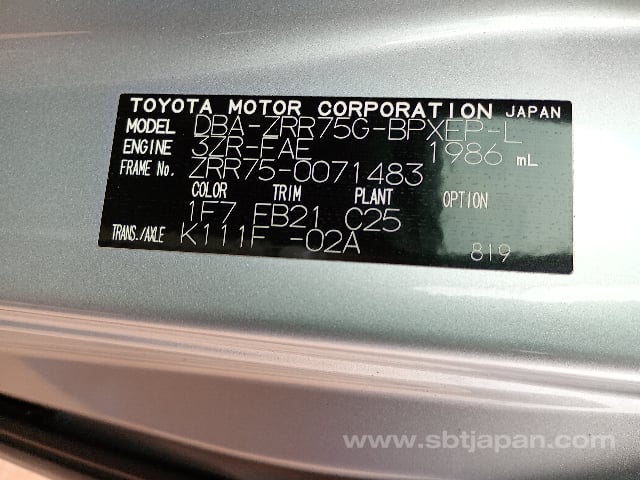 TOYOTA MOTOR CORPORATION JAPAN
MODEL DBA-ZRR75G-BPXEP-L
ENGINE 3ZR-FAE 1986 mL
FRAME No. ZRR75-0071483
COLOR TRIM PLANT OPTION
1F7 FB21 C25
TRANS./AXLE K111F -02A 819
www.sbtjapan.com